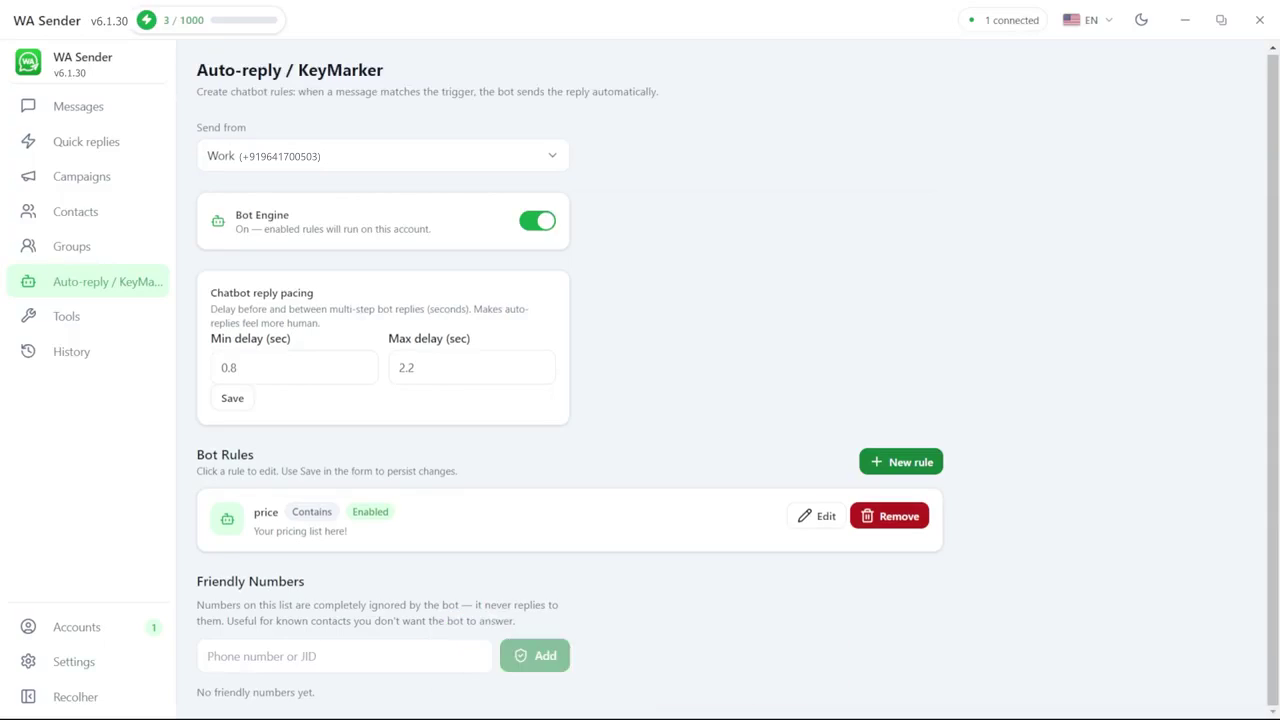 WA Sender v6.1.30 3 / 1000 1 connected EN
WA Sender
v6.1.30
Messages
Quick replies
Campaigns
Contacts
Groups
Auto-reply / KeyMa...
Tools
History
Accounts 1
Settings
Recolher
Auto-reply / KeyMarker
Create chatbot rules: when a message matches the trigger, the bot sends the reply automatically.
Send from
Work (+919641700503)
Bot Engine
On — enabled rules will run on this account.
Chatbot reply pacing
Delay before and between multi-step bot replies (seconds). Makes auto-
replies feel more human.
Min delay (sec) Max delay (sec)
0.8 2.2
Save
Bot Rules
Click a rule to edit. Use Save in the form to persist changes.
New rule
price Contains Enabled
Your pricing list here!
Edit Remove
Friendly Numbers
Numbers on this list are completely ignored by the bot — it never replies to
them. Useful for known contacts you don't want the bot to answer.
Phone number or JID Add
No friendly numbers yet.